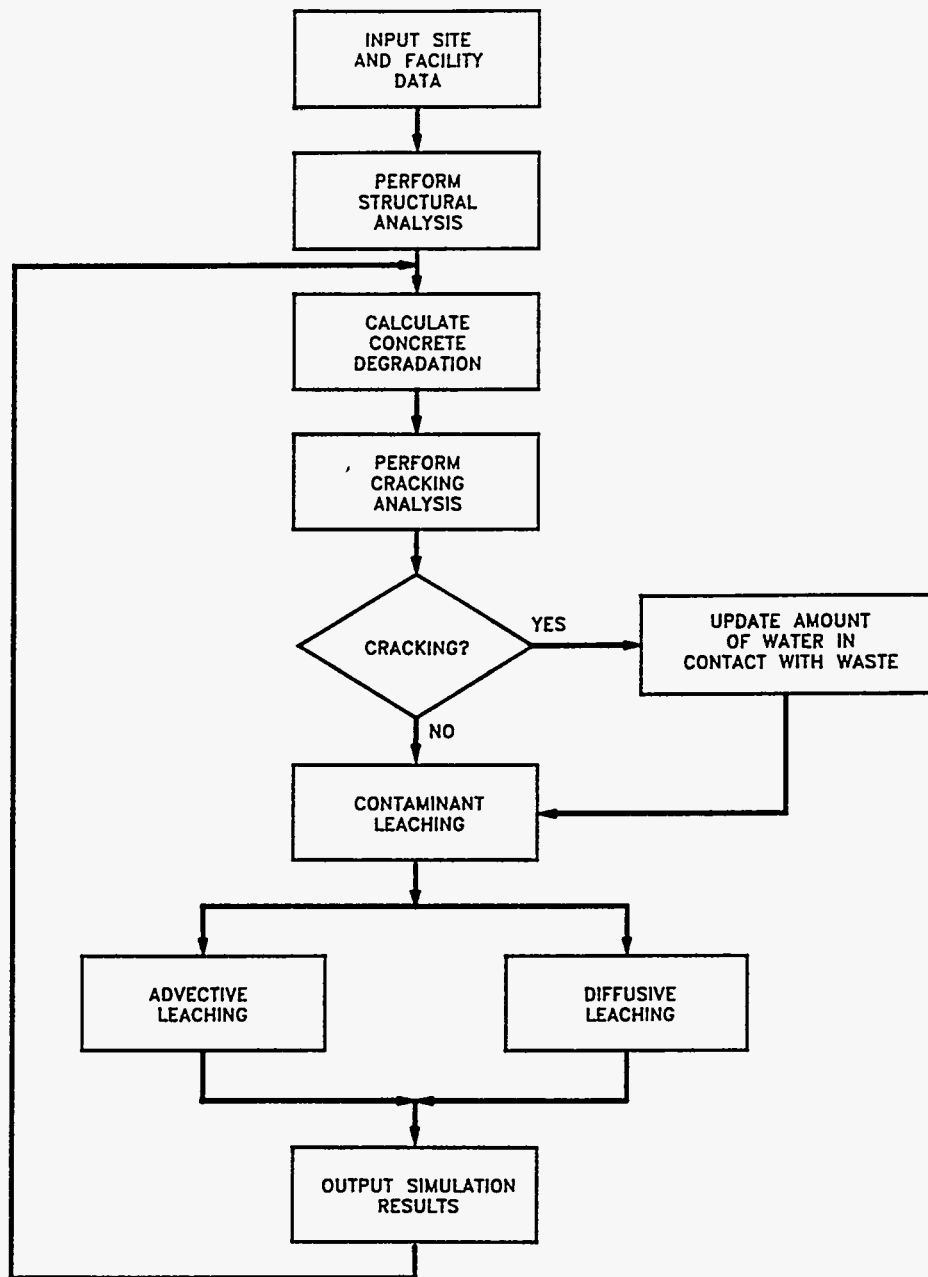 INPUT SITE
AND FACILITY
DATA
PERFORM
STRUCTURAL
ANALYSIS
CALCULATE
CONCRETE
DEGRADATION
PERFORM
CRACKING
ANALYSIS
CRACKING?
YES
UPDATE AMOUNT
OF WATER IN
CONTACT WITH WASTE
NO
CONTAMINANT
LEACHING
ADVECTIVE
LEACHING
DIFFUSIVE
LEACHING
OUTPUT SIMULATION
RESULTS